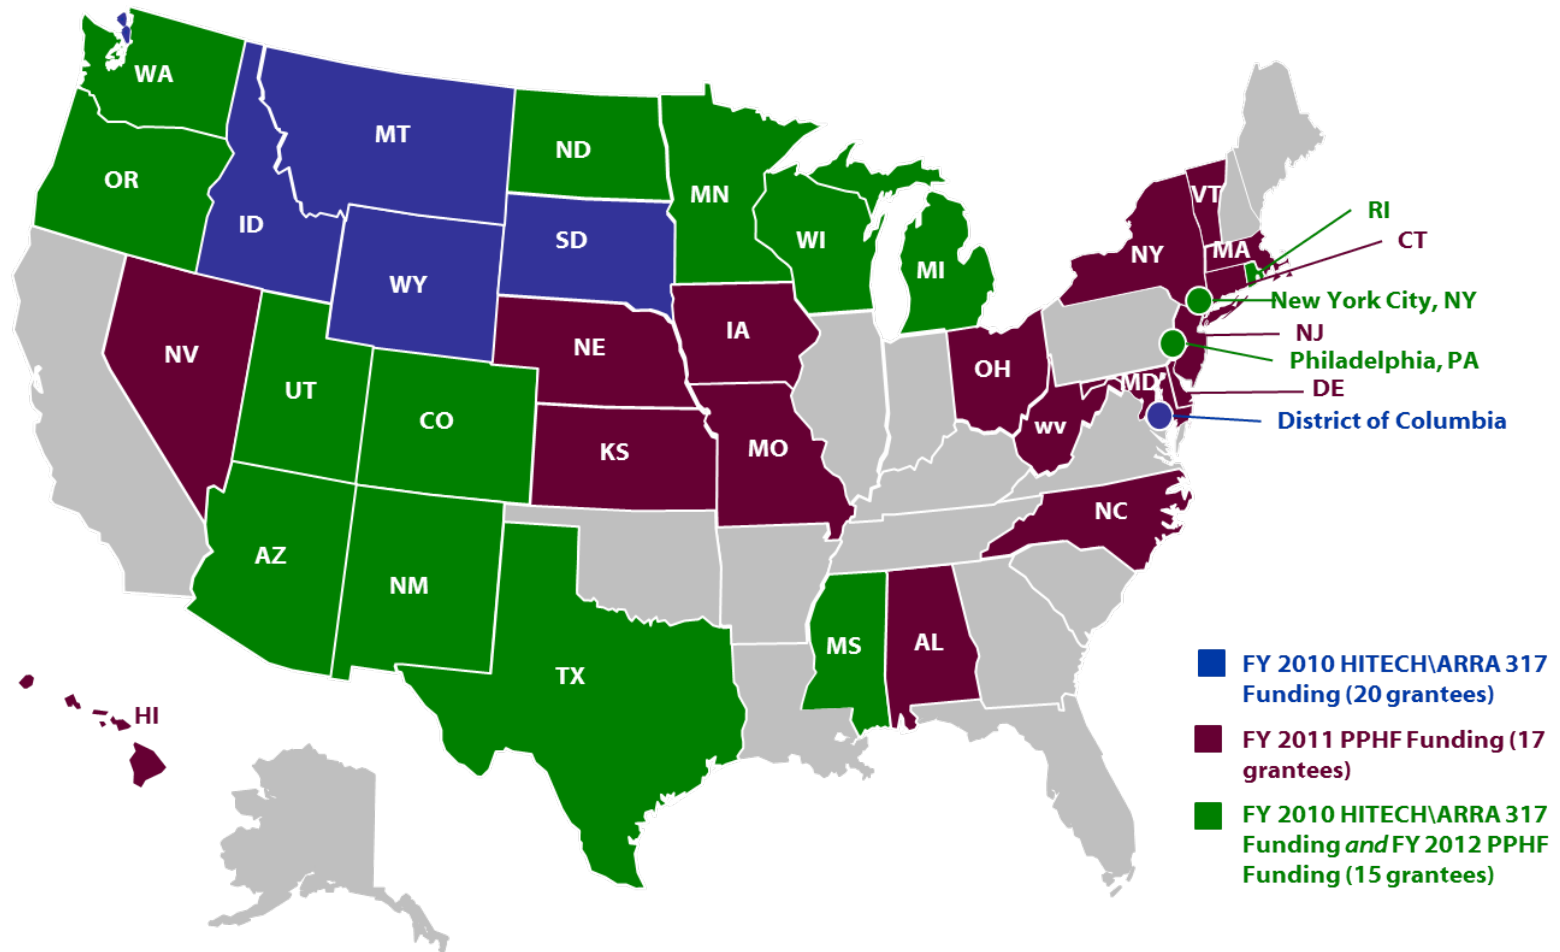 WA
MT
ND
OR
MN
VT
ID
SD
WI
RI
NY
MA
CT
MI
WY
New York City, NY
IA
NJ
NV
NE
Philadelphia, PA
OH
UT
MD
DE
CO
District of Columbia
wv
KS
MO
NC
AZ
NM
MS
AL
TX
HI
FY 2010 HITECH\ARRA 317
Funding (20 grantees)
FY 2011 PPHF Funding (17
grantees)
FY 2010 HITECH\ARRA 317
Funding and FY 2012 PPHF
Funding (15 grantees)